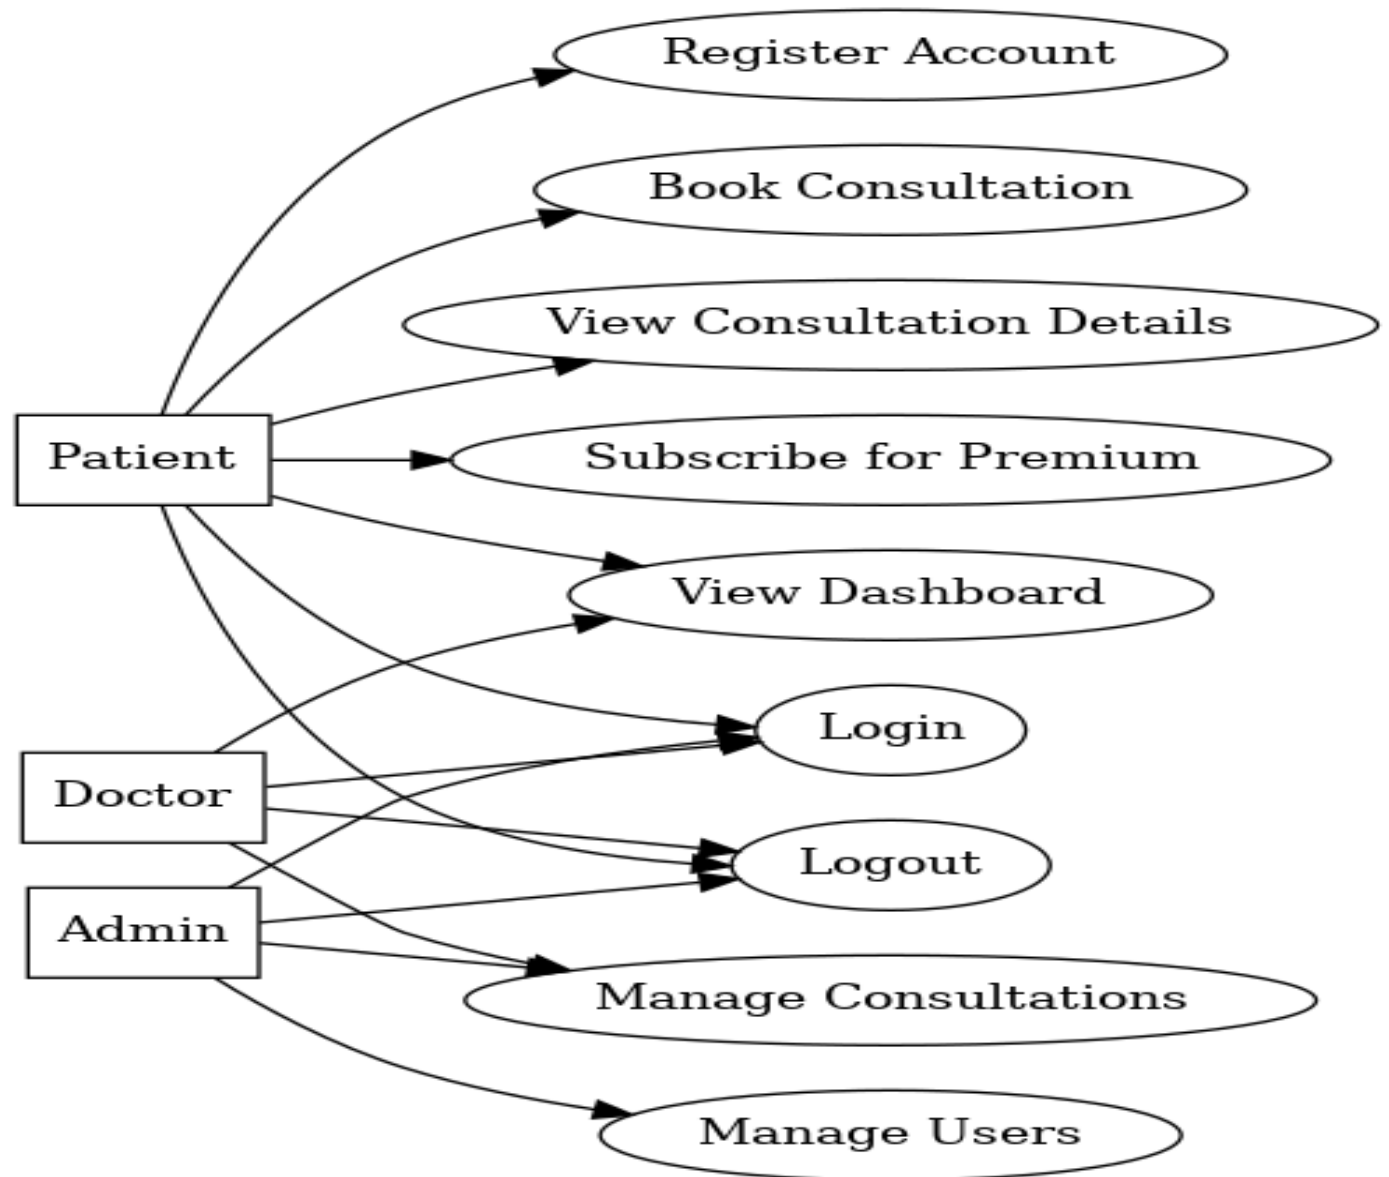 Register Account
Book Consultation
View Consultation Details
Patient
Subscribe for Premium
View Dashboard
Login
Doctor
Logout
Admin
Manage Consultations
Manage Users